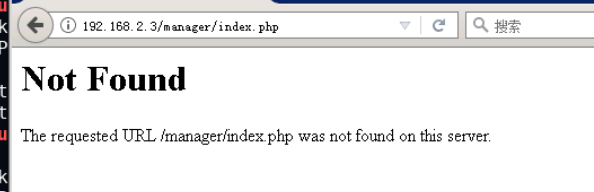 192.168.2.3/manager/index.php
搜索
Not Found
The requested URL /manager/index.php was not found on this server.